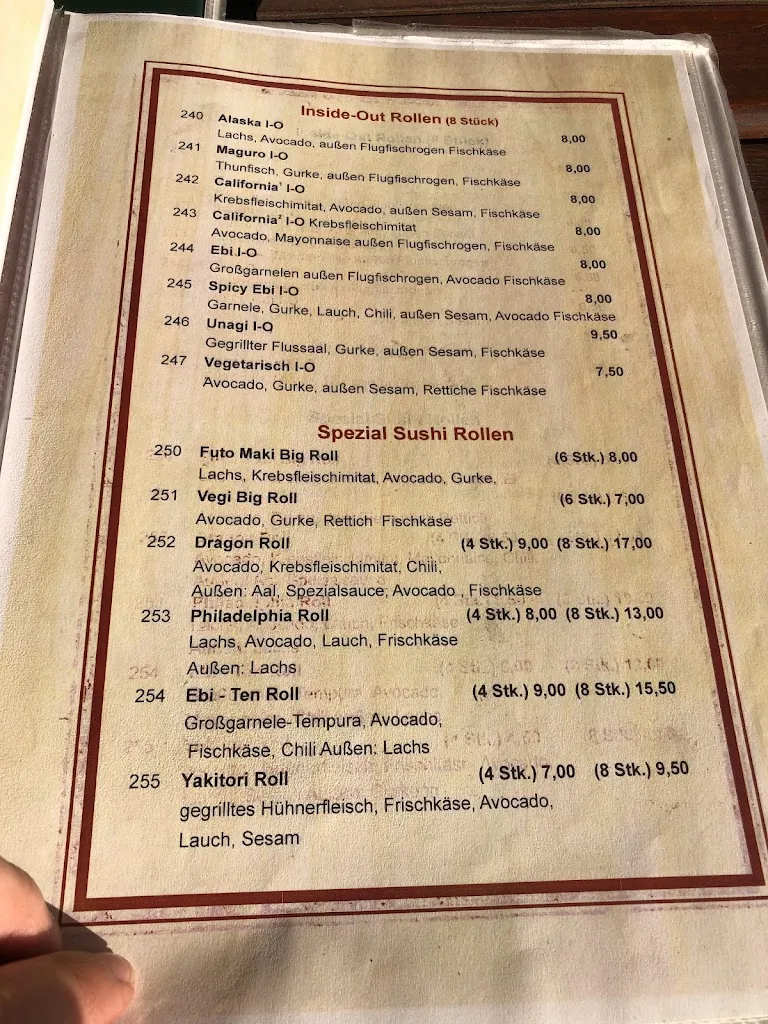 Inside-Out Rollen (8 Stück)
240 Alaska I-O 8,00
Lachs, Avocado, außen Flugfischrogen Fischkäse
241 Maguro I-O 8,00
Thunfisch, Gurke, außen Flugfischrogen, Fischkäse
242 California¹ I-O 8,00
Krebsfleischimitat, Avocado, außen Sesam, Fischkäse
243 California² I-O Krebsfleischimitat 8,00
Avocado, Mayonnaise außen Flugfischrogen, Fischkäse
244 Ebi I-O 8,00
Großgarnelen außen Flugfischrogen, Avocado Fischkäse
245 Spicy Ebi I-O 8,00
Garnele, Gurke, Lauch, Chili, außen Sesam, Avocado Fischkäse
246 Unagi I-O 9,50
Gegrillter Flussaal, Gurke, außen Sesam, Fischkäse
247 Vegetarisch I-O 7,50
Avocado, Gurke, außen Sesam, Rettiche Fischkäse
Spezial Sushi Rollen
250 Futo Maki Big Roll (6 Stk.) 8,00
Lachs, Krebsfleischimitat, Avocado, Gurke,
251 Vegi Big Roll (6 Stk.) 7,00
Avocado, Gurke, Rettich Fischkäse
252 Dragon Roll (4 Stk.) 9,00 (8 Stk.) 17,00
Avocado, Krebsfleischimitat, Chili,
Außen: Aal, Spezialsauce, Avocado , Fischkäse
253 Philadelphia Roll (4 Stk.) 8,00 (8 Stk.) 13,00
Lachs, Avocado, Lauch, Frischkäse
Außen: Lachs
254 Ebi - Ten Roll (4 Stk.) 9,00 (8 Stk.) 15,50
Großgarnele-Tempura, Avocado,
Fischkäse, Chili Außen: Lachs
255 Yakitori Roll (4 Stk.) 7,00 (8 Stk.) 9,50
gegrilltes Hühnerfleisch, Frischkäse, Avocado,
Lauch, Sesam